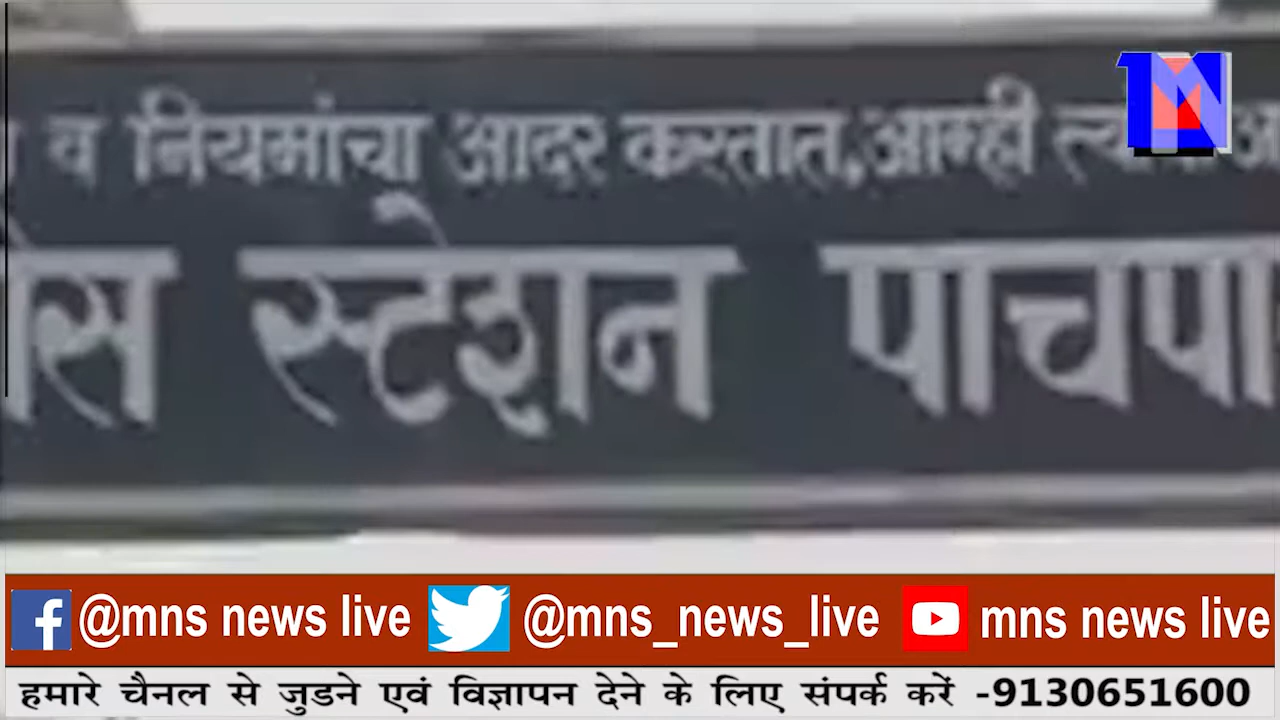 व नियमांचा आदर करतात,आम्ही
स्टेशन
@mns news live @mns_news_live mns news live
हमारे चैनल से जुडने एवं विज्ञापन देने के लिए संपर्क करें -9130651600